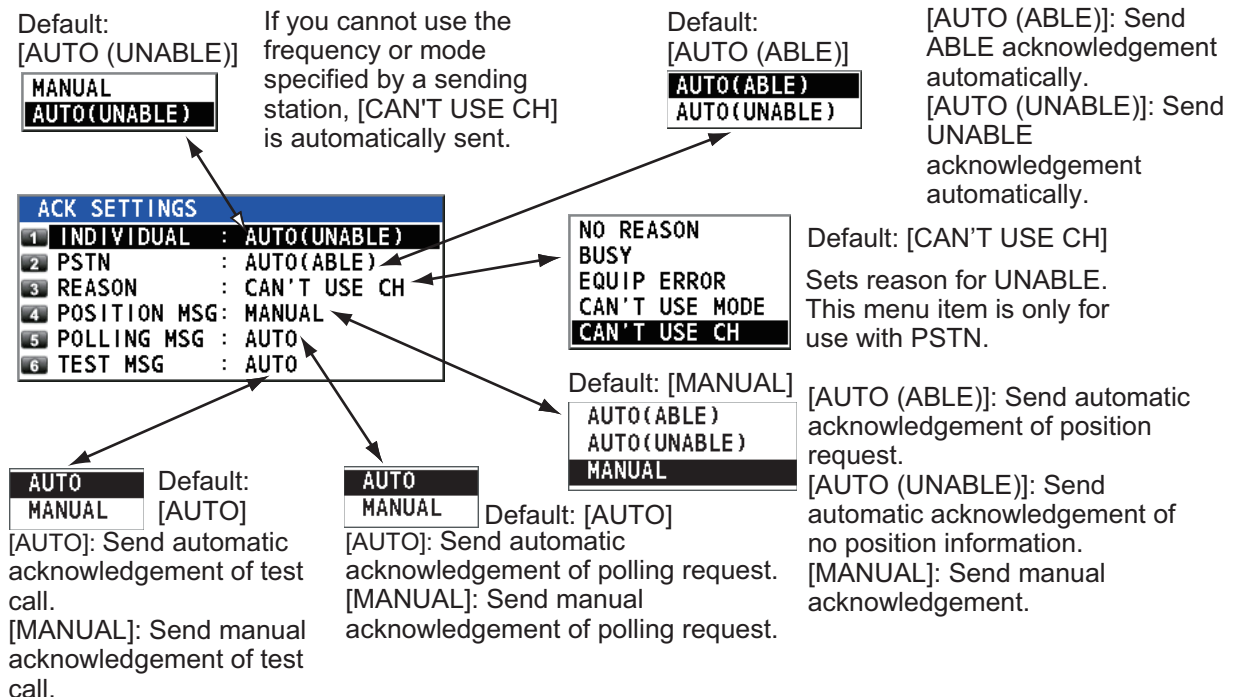 Default:
[AUTO (UNABLE)]
MANUAL
AUTO(UNABLE)
If you cannot use the
frequency or mode
specified by a sending
station, [CAN'T USE CH]
is automatically sent.
Default:
[AUTO (ABLE)]
AUTO(ABLE)
AUTO(UNABLE)
[AUTO (ABLE)]: Send
ABLE acknowledgement
automatically.
[AUTO (UNABLE)]: Send
UNABLE
acknowledgement
automatically.
ACK SETTINGS
1 INDIVIDUAL : AUTO(UNABLE)
2 PSTN : AUTO(ABLE)
3 REASON : CAN'T USE CH
4 POSITION MSG: MANUAL
5 POLLING MSG : AUTO
6 TEST MSG : AUTO
NO REASON
BUSY
EQUIP ERROR
CAN'T USE MODE
CAN'T USE CH
Default: [CAN'T USE CH]
Sets reason for UNABLE.
This menu item is only for
use with PSTN.
Default: [MANUAL]
AUTO(ABLE)
AUTO(UNABLE)
MANUAL
[AUTO (ABLE)]: Send automatic
acknowledgement of position
request.
[AUTO (UNABLE)]: Send
automatic acknowledgement of
no position information.
[MANUAL]: Send manual
acknowledgement.
AUTO
MANUAL
Default:
[AUTO]
[AUTO]: Send automatic
acknowledgement of test
call.
[MANUAL]: Send manual
acknowledgement of test
call.
AUTO
MANUAL
Default: [AUTO]
[AUTO]: Send automatic
acknowledgement of polling request.
[MANUAL]: Send manual
acknowledgement of polling request.